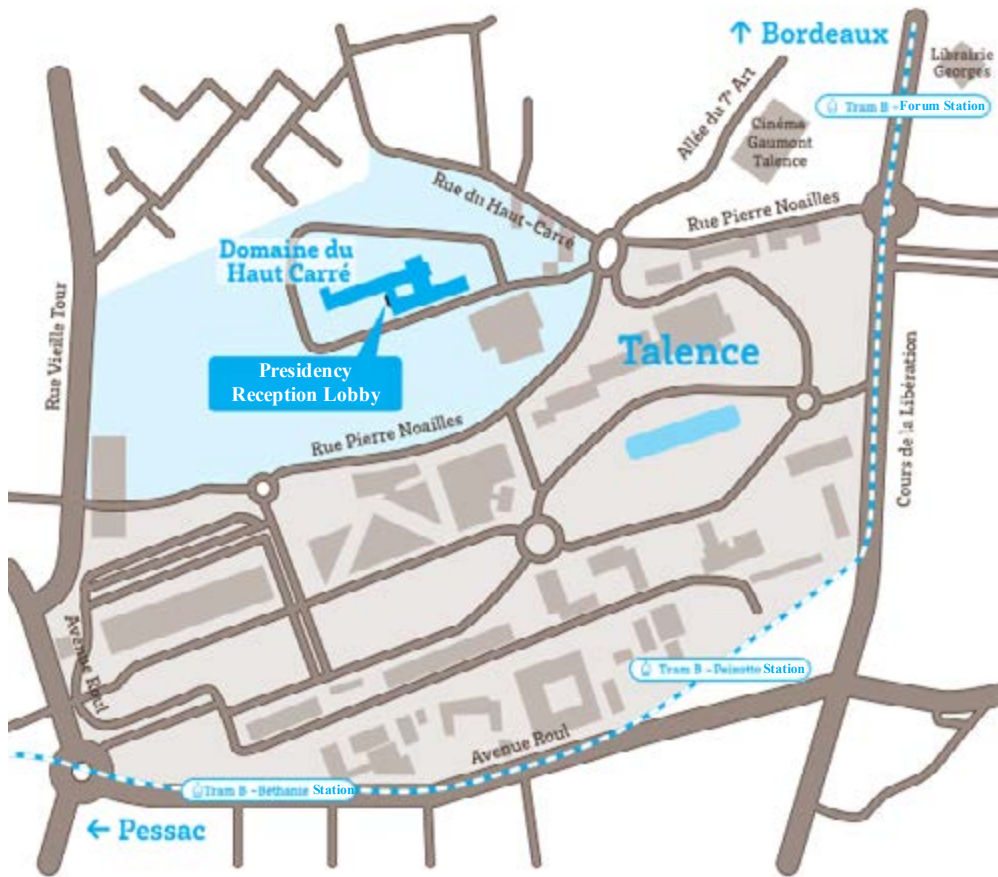 ↑ Bordeaux
Librairie
Georges
Tram B - Forum Station
Allée du 7e Art
Cinéma
Gaumont
Talence
Rue du Haut-Carré
Rue Pierre Noailles
Domaine du
Haut Carré
Rue Vieille Tour
Talence
Presidency
Reception Lobby
Cours de la Libération
Rue Pierre Noailles
Avenue Roul
Tram B - Peixotto Station
Avenue Roul
Tram B - Béthanie Station
← Pessac